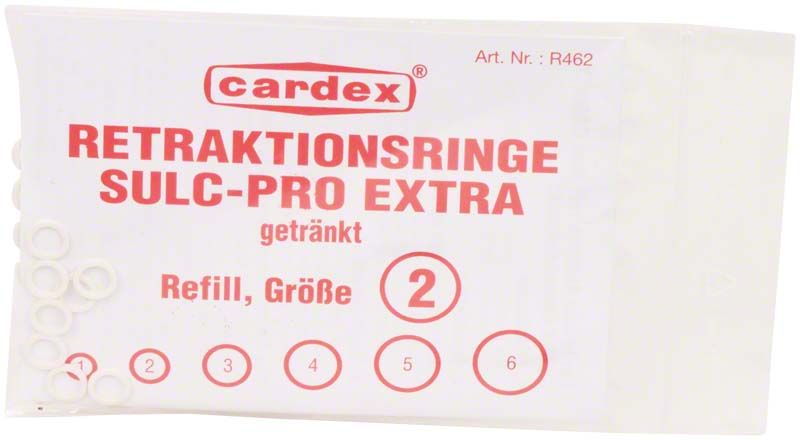 Art. Nr. : R462
cardex®
RETRAKTIONSRINGE
SULC-PRO EXTRA
getränkt
Refill, Größe 2
1 2 3 4 5 6